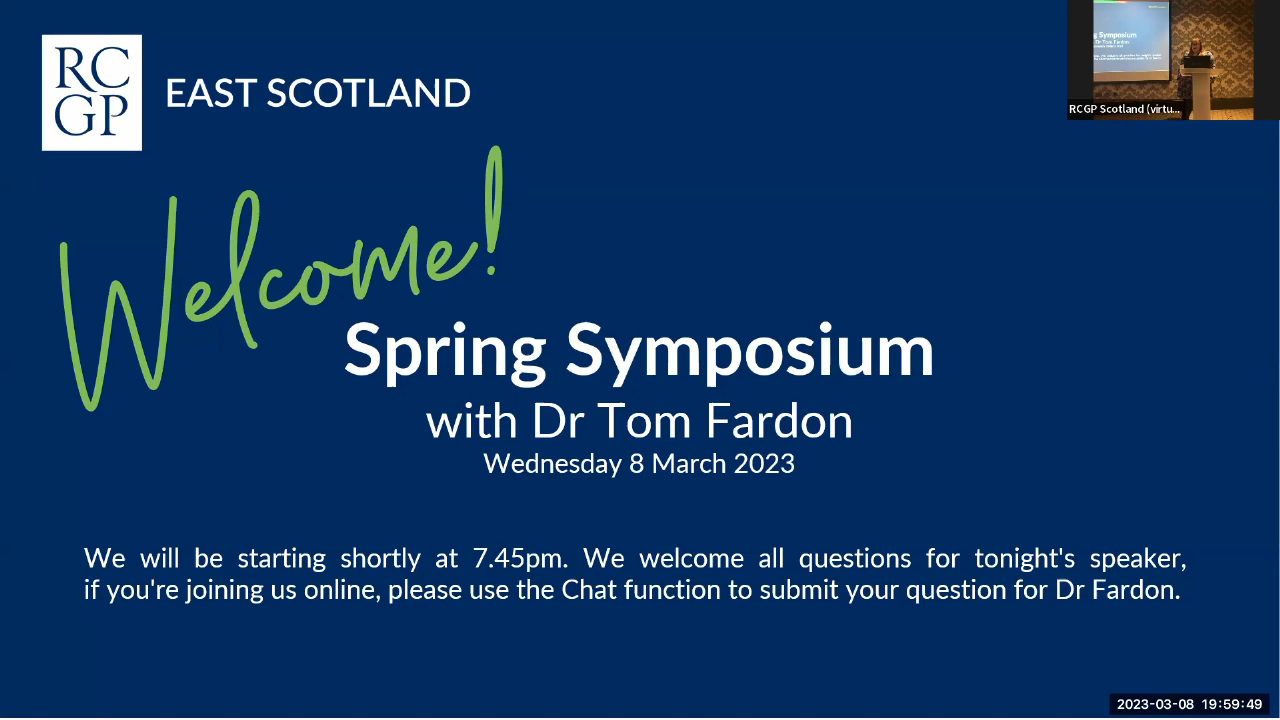 RC
GP
EAST SCOTLAND
Welcome!
Spring Symposium
with Dr Tom Fardon
Wednesday 8 March 2023
We will be starting shortly at 7.45pm. We welcome all questions for tonight's speaker,
if you're joining us online, please use the Chat function to submit your question for Dr Fardon.
g Symposium
RCGP Scotland (virtu...
2023-03-08 19:59:49